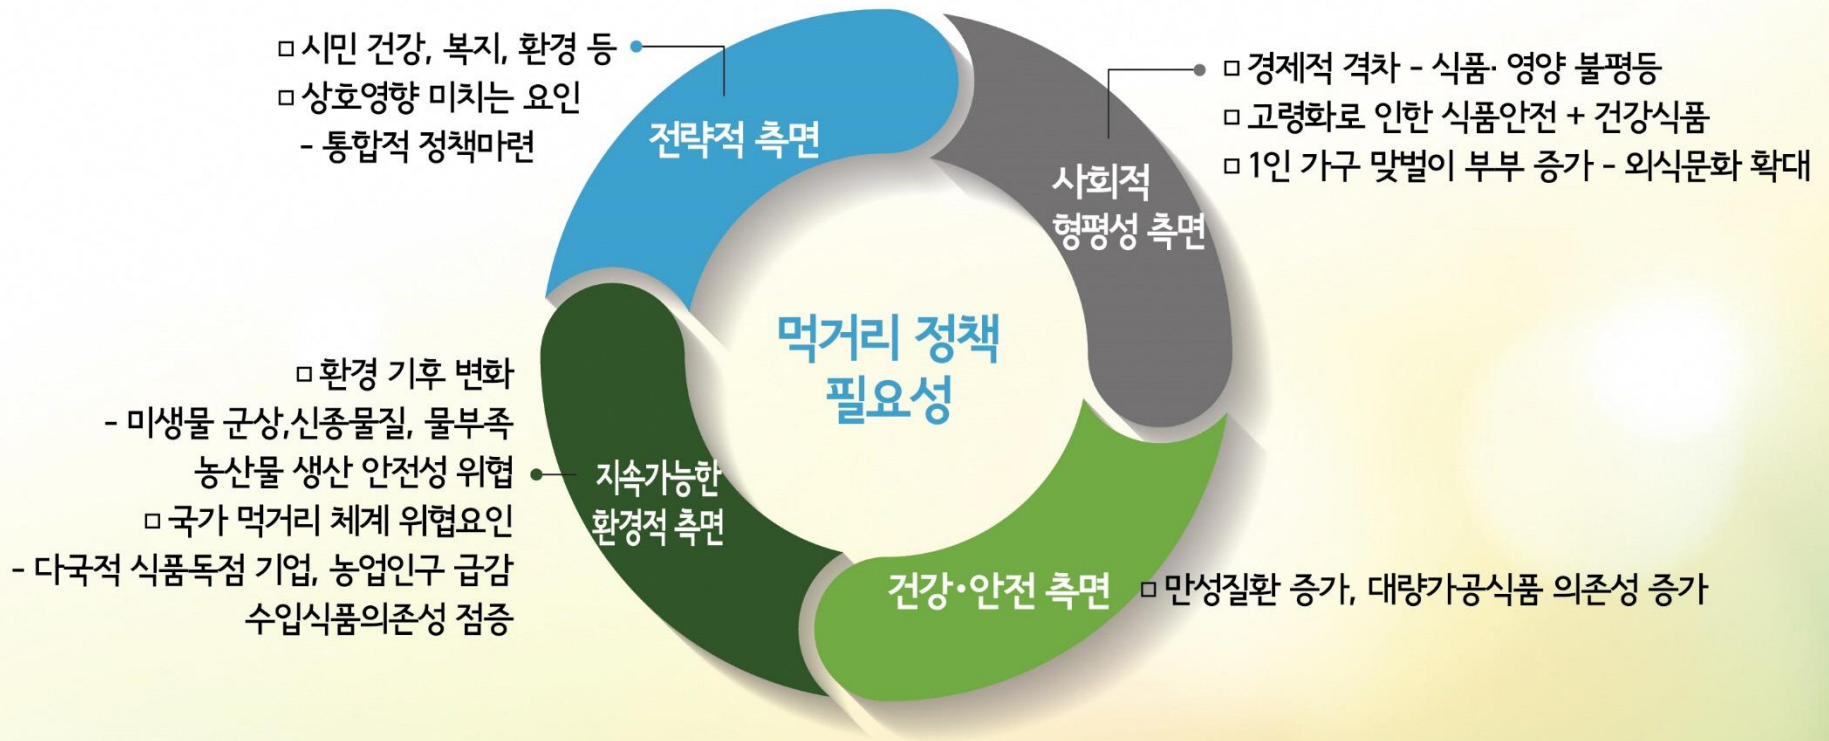 □ 시민 건강, 복지, 환경 등
□ 상호영향 미치는 요인
- 통합적 정책마련
전략적 측면
□ 경제적 격차 - 식품· 영양 불평등
□ 고령화로 인한 식품안전 + 건강식품
□ 1인 가구 맞벌이 부부 증가 - 외식문화 확대
사회적
형평성 측면
먹거리 정책
필요성
□ 환경 기후 변화
- 미생물 군상,신종물질, 물부족
농산물 생산 안전성 위협
□ 국가 먹거리 체계 위협요인
- 다국적 식품독점 기업, 농업인구 급감
수입식품의존성 점증
지속가능한
환경적 측면
건강·안전 측면
□ 만성질환 증가, 대량가공식품 의존성 증가